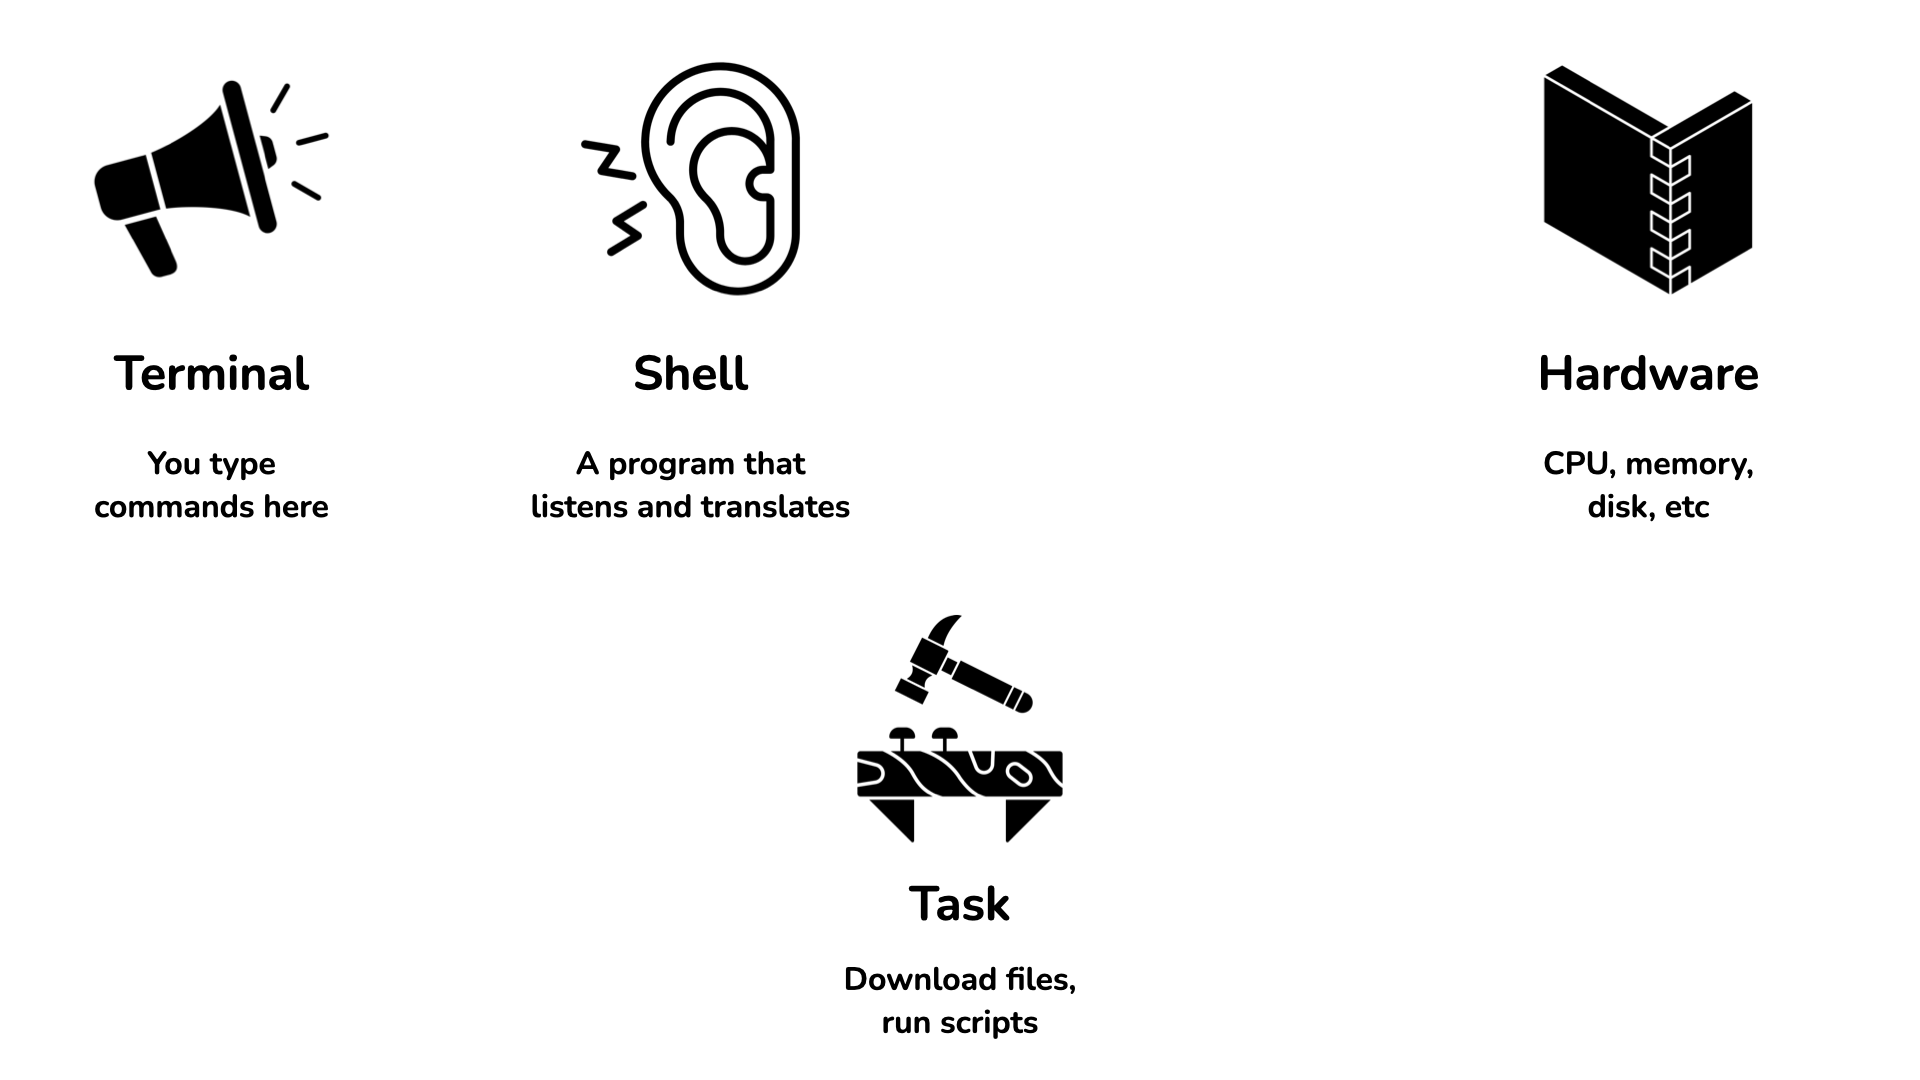 Terminal
You type
commands here
Shell
A program that
listens and translates
Hardware
CPU, memory,
disk, etc
Task
Download files,
run scripts